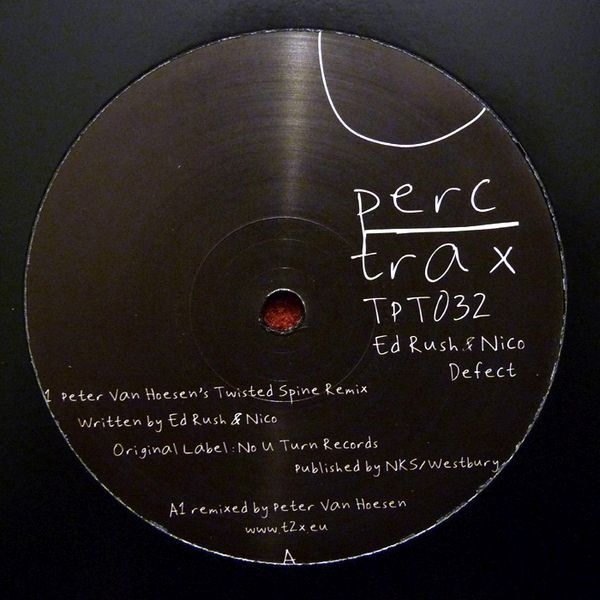 perc
trax
TPT032
Ed Rush & Nico
Defect
1 Peter Van Hoesen's Twisted Spine Remix
Written by Ed Rush & Nico
Original Label: No U Turn Records
Published by NKS/Westbury
A1 remixed by Peter Van Hoesen
www.t2x.eu
A